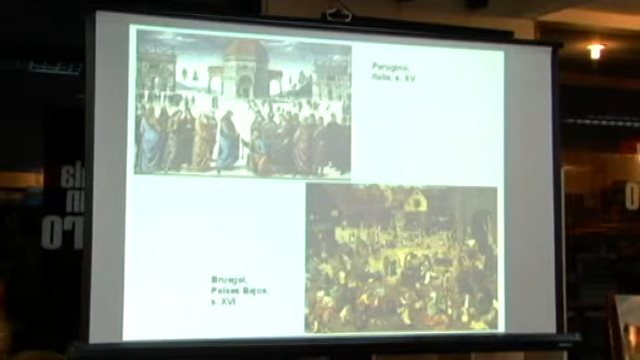 Perugino,
Italia, s. XV
Bruegel,
Países Bajos,
s. XVI